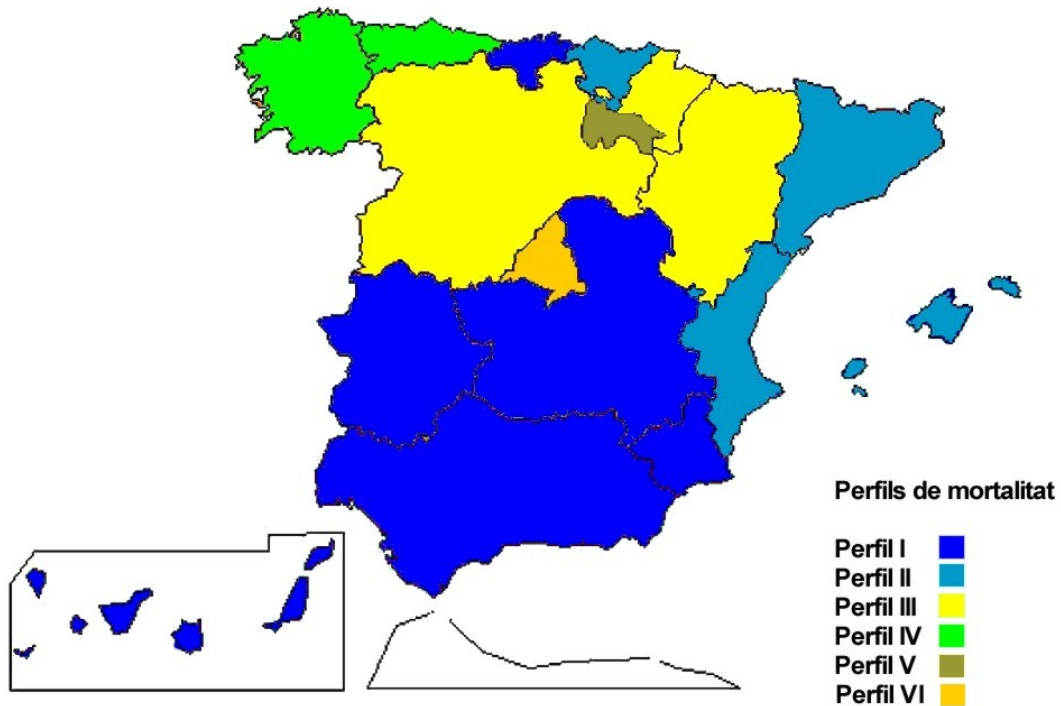 Perfils de mortalitat
Perfil I
Perfil II
Perfil III
Perfil IV
Perfil V
Perfil VI